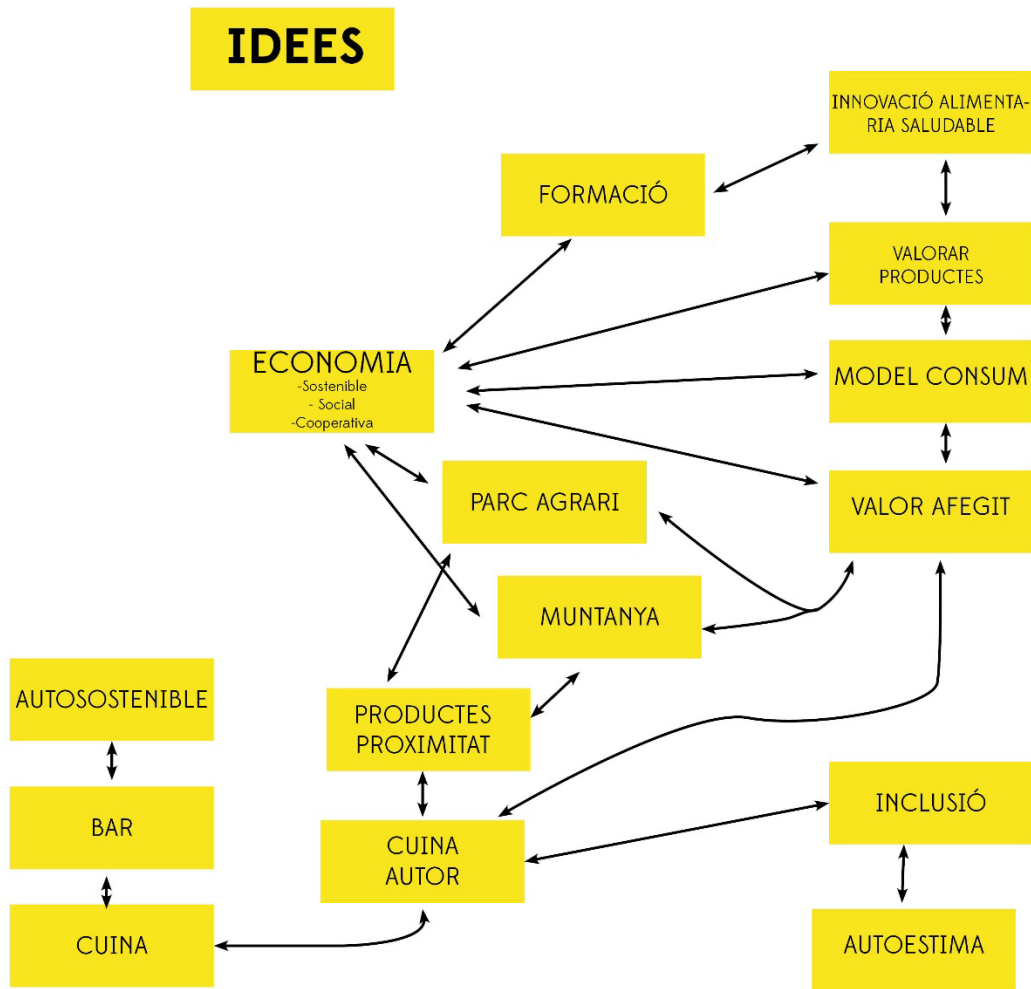 IDEES
INNOVACIÓ ALIMENTA-
RIA SALUDABLE
FORMACIÓ
VALORAR
PRODUCTES
ECONOMIA
-Sostenible
- Social
-Cooperativa
MODEL CONSUM
PARC AGRARI
VALOR AFEGIT
MUNTANYA
AUTOSOSTENIBLE
PRODUCTES
PROXIMITAT
BAR
INCLUSIÓ
CUINA
AUTOR
CUINA
AUTOESTIMA